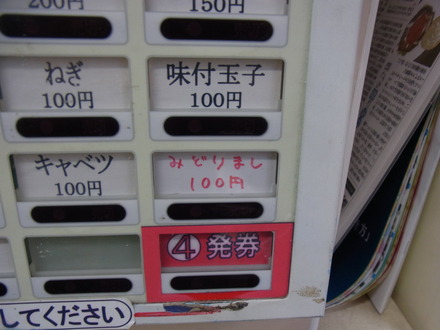 200円
150円
ねぎ
100円
味付玉子
100円
キャベツ
100円
みどりまし
100円
④発券
してください